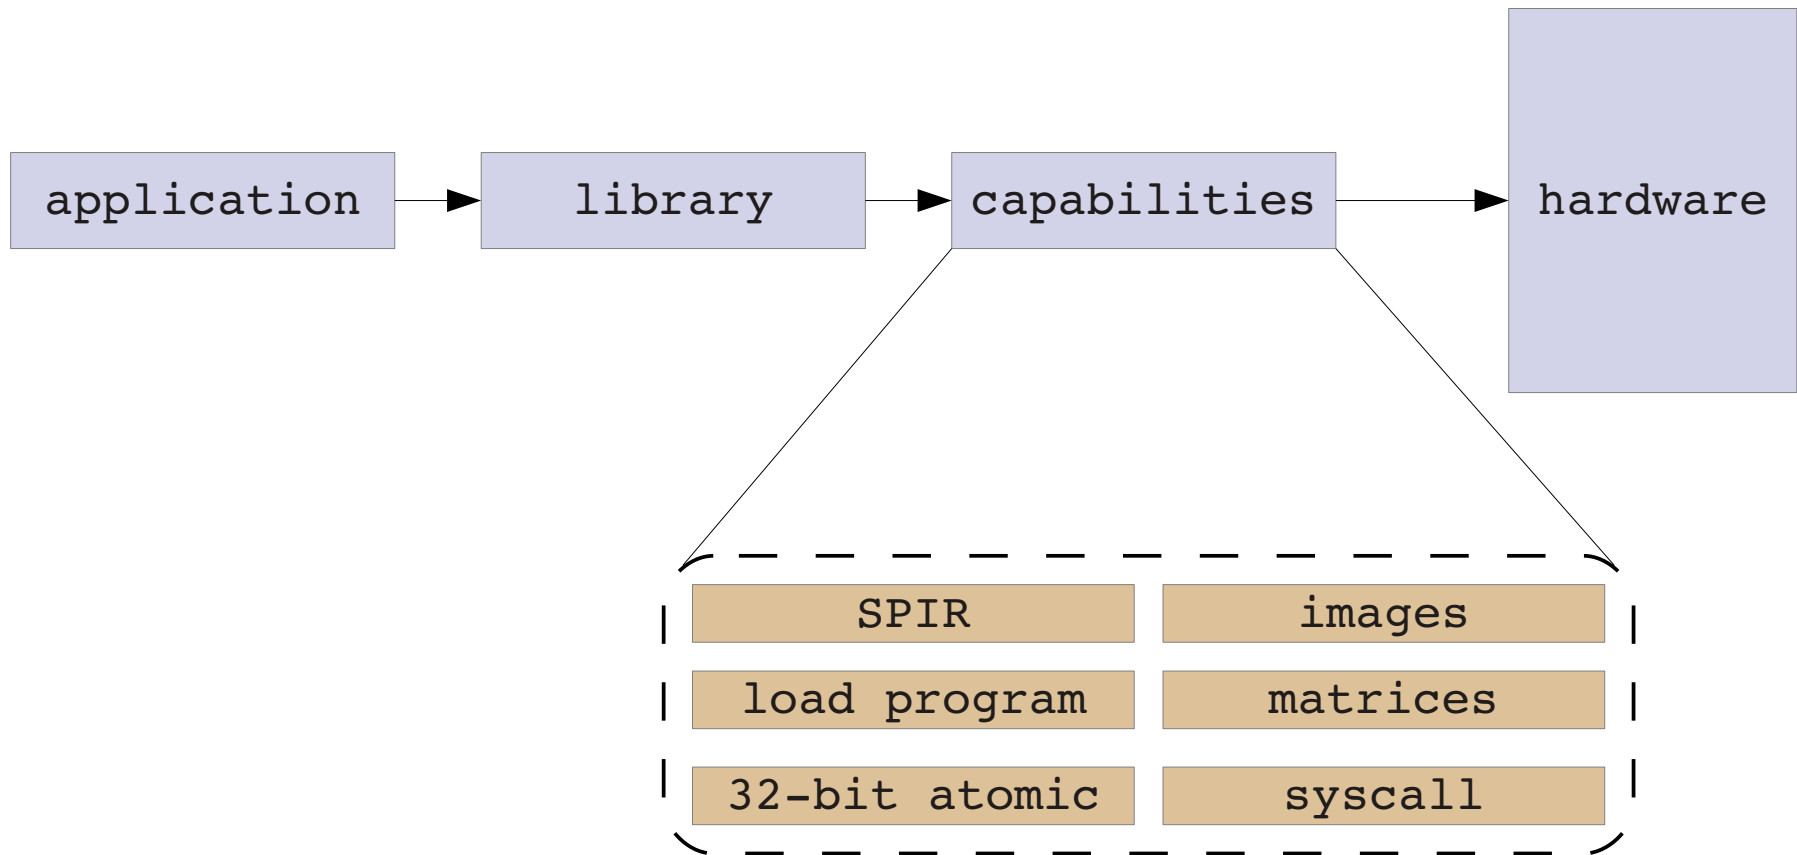 application
library
capabilities
hardware
SPIR
images
load program
matrices
32-bit atomic
syscall